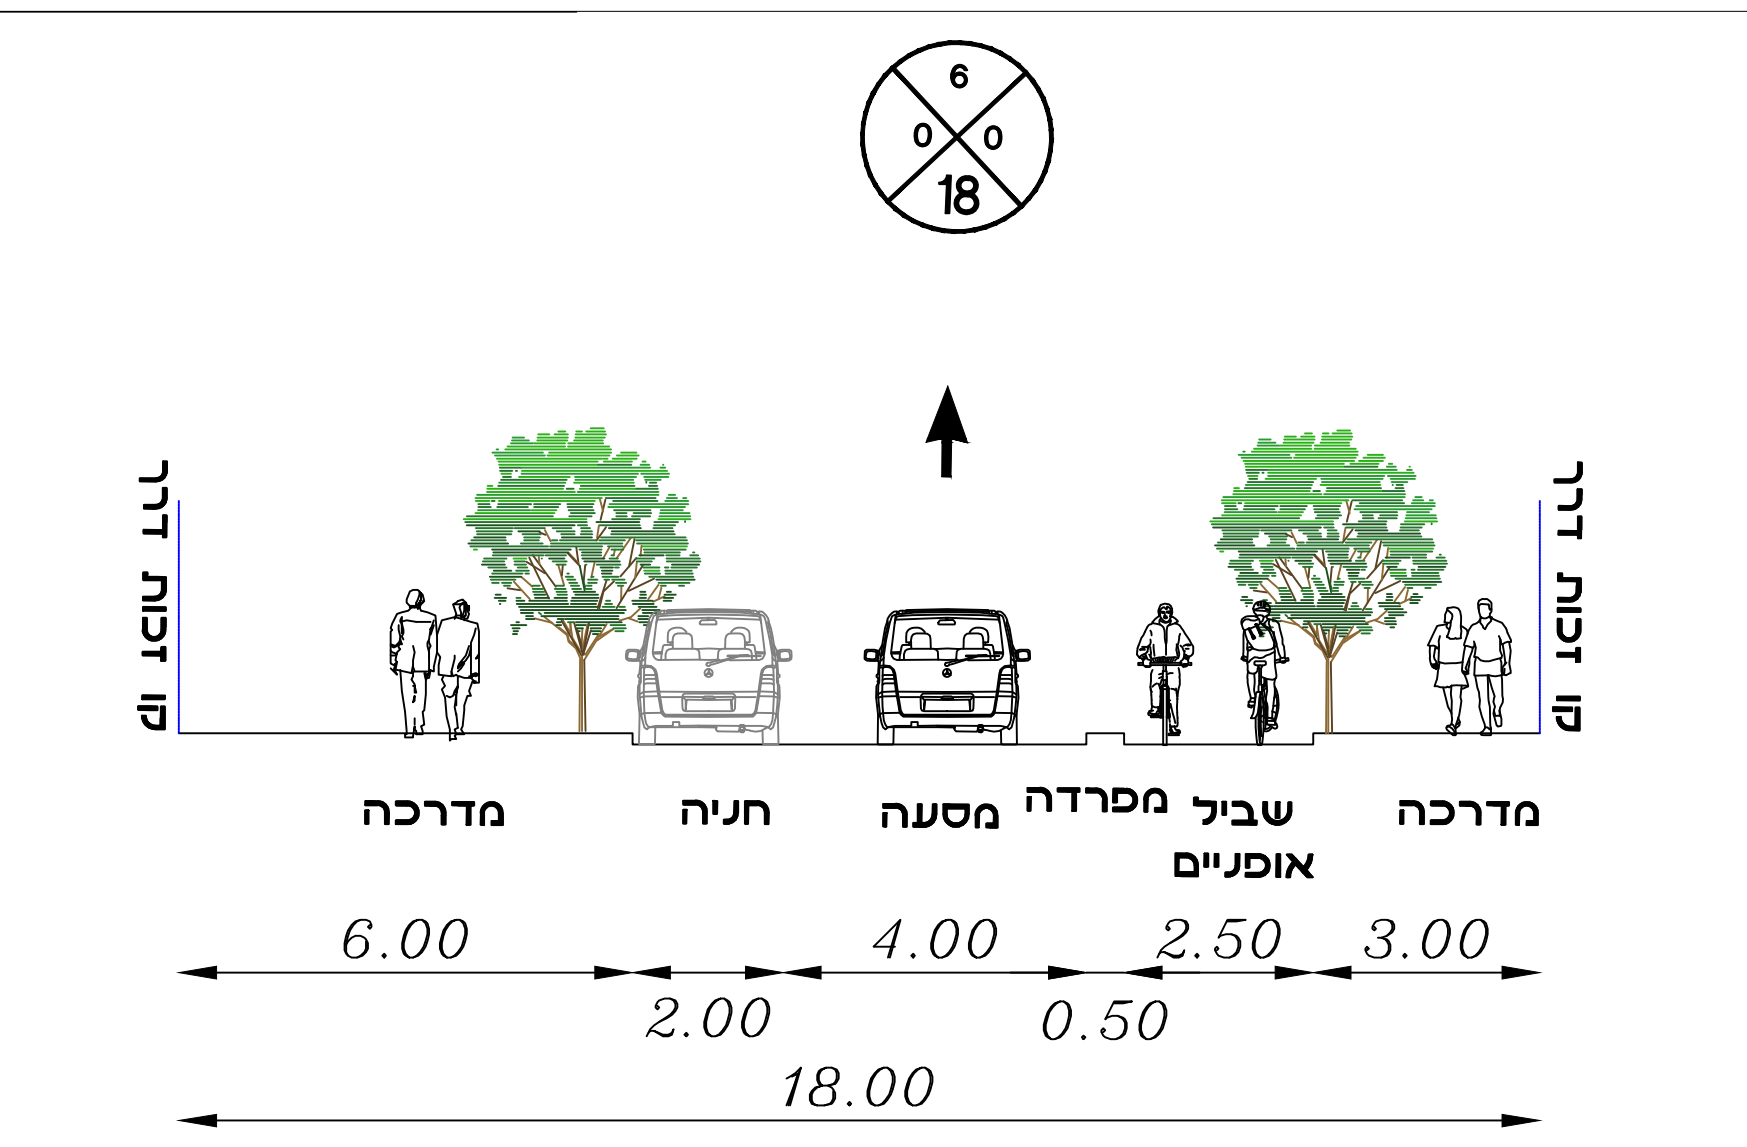 6
0 0
18
קו זכות דרך
קו זכות דרך
מדרכה
חניה
מסעה
מפרדה
שביל
אופניים
מדרכה
6.00
2.00
4.00
0.50
2.50
3.00
18.00